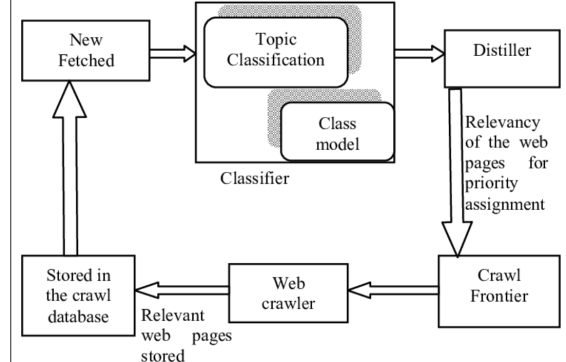 New
Fetched
Topic
Classification
Class
model
Classifier
Distiller
Relevancy
of the web
pages for
priority
assignment
Crawl
Frontier
Web
crawler
Relevant
web pages
stored
Stored in
the crawl
database